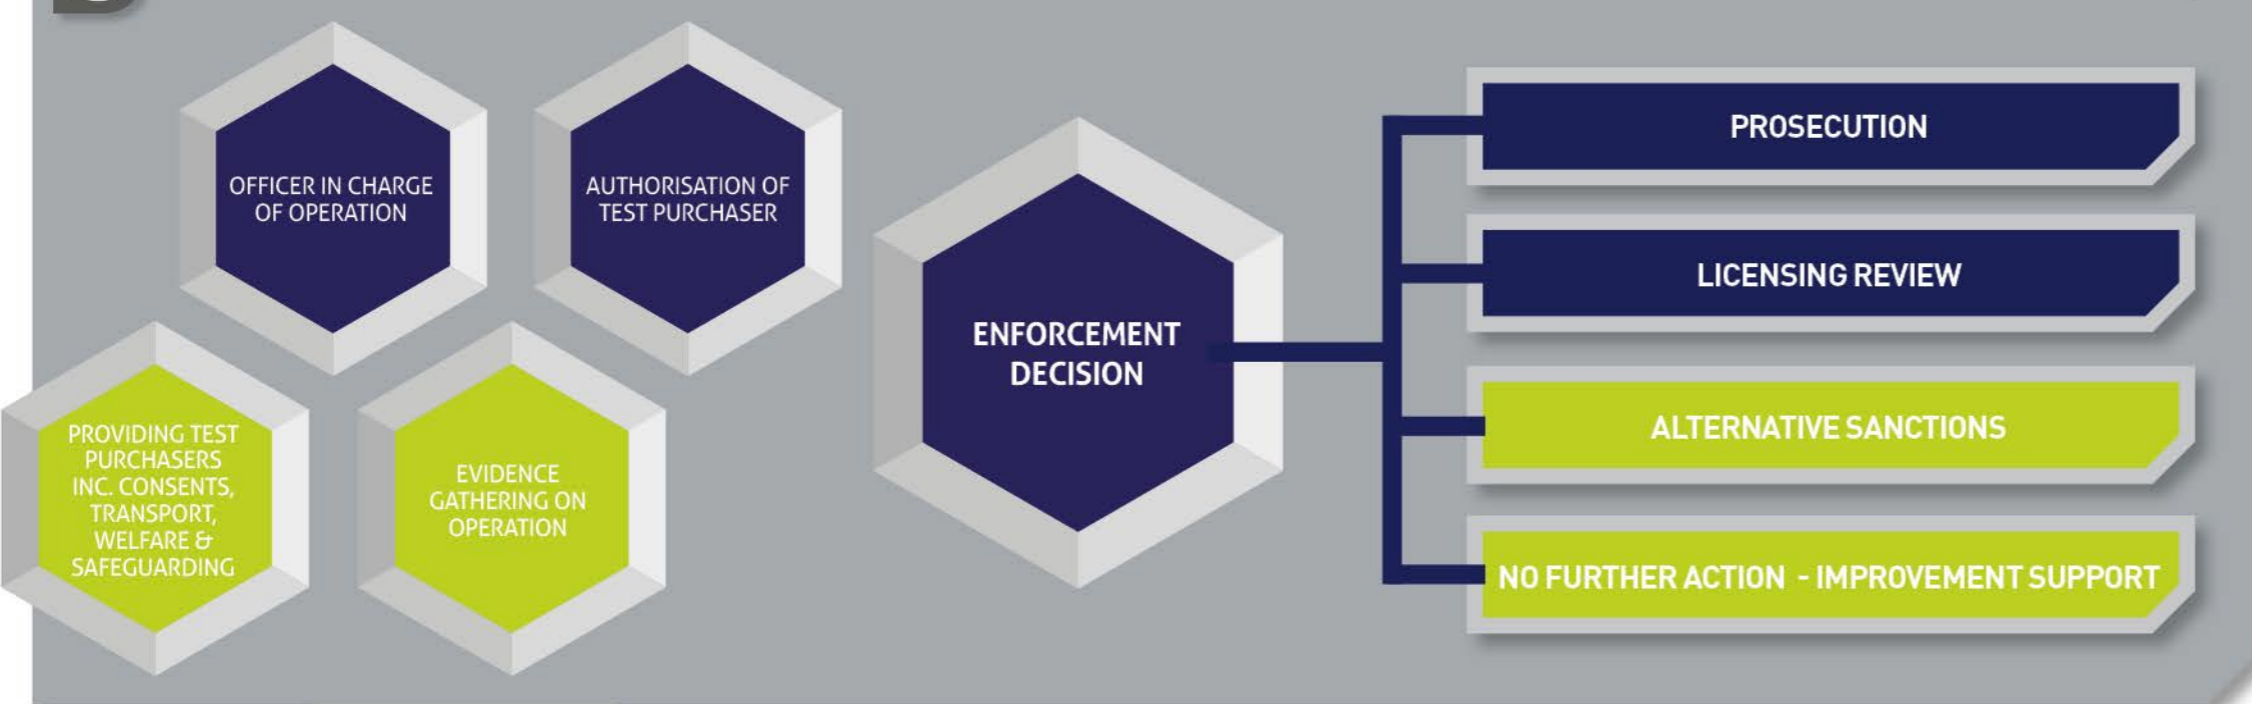 OFFICER IN CHARGE
OF OPERATION
AUTHORISATION OF
TEST PURCHASER
PROVIDING TEST
PURCHASERS
INC. CONSENTS,
TRANSPORT,
WELFARE &
SAFEGUARDING
EVIDENCE
GATHERING ON
OPERATION
ENFORCEMENT
DECISION
PROSECUTION
LICENSING REVIEW
ALTERNATIVE SANCTIONS
NO FURTHER ACTION - IMPROVEMENT SUPPORT